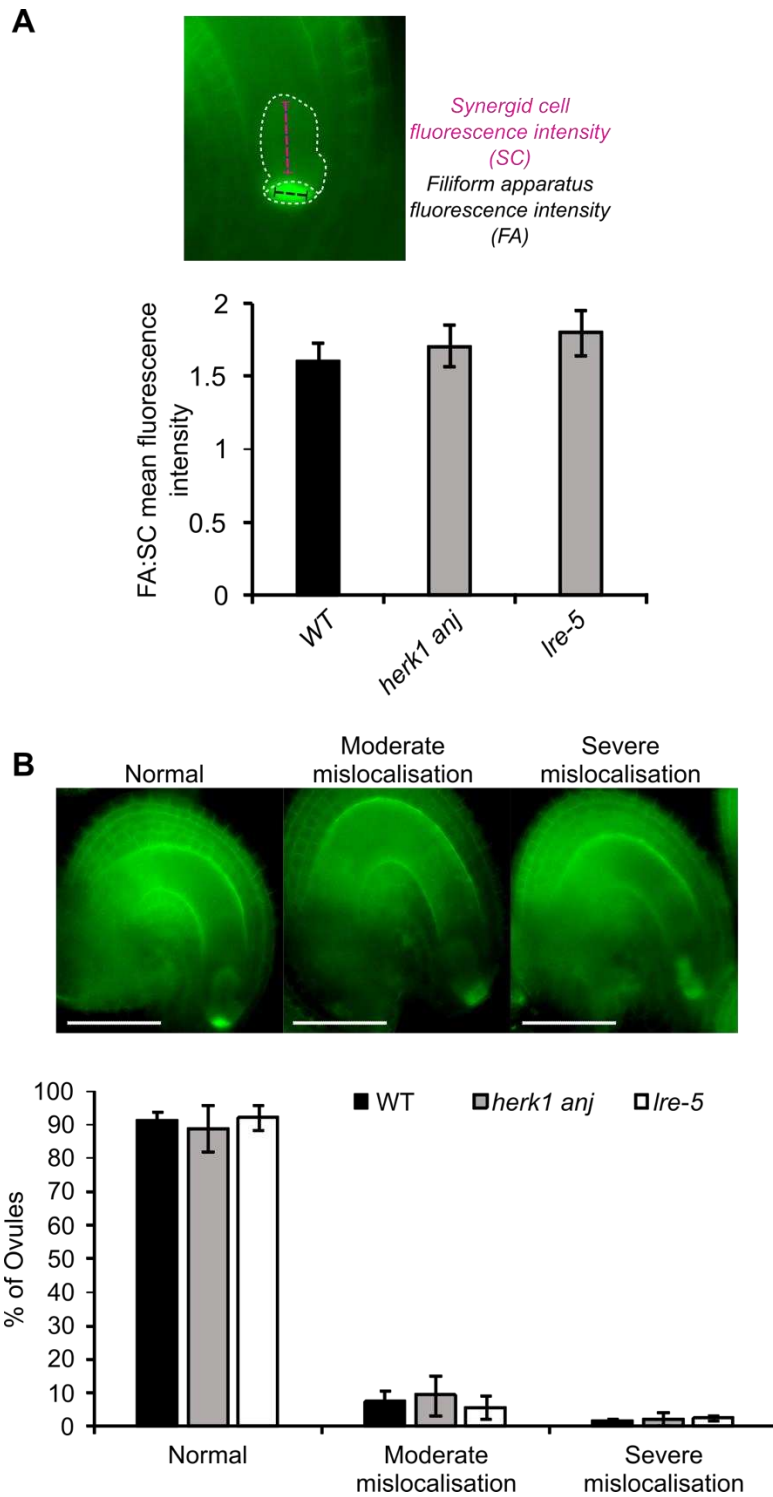 A
Synergid cell
fluorescence intensity
(SC)
Filiform apparatus
fluorescence intensity
(FA)
FA:SC mean fluorescence
intensity
2
1.5
1
0.5
0
WT
herk1 anj
lre-5
B
Normal
Moderate
mislocalisation
Severe
mislocalisation
% of Ovules
100
90
80
70
60
50
40
30
20
10
0
WT
herk1 anj
lre-5
Normal
Moderate
mislocalisation
Severe
mislocalisation